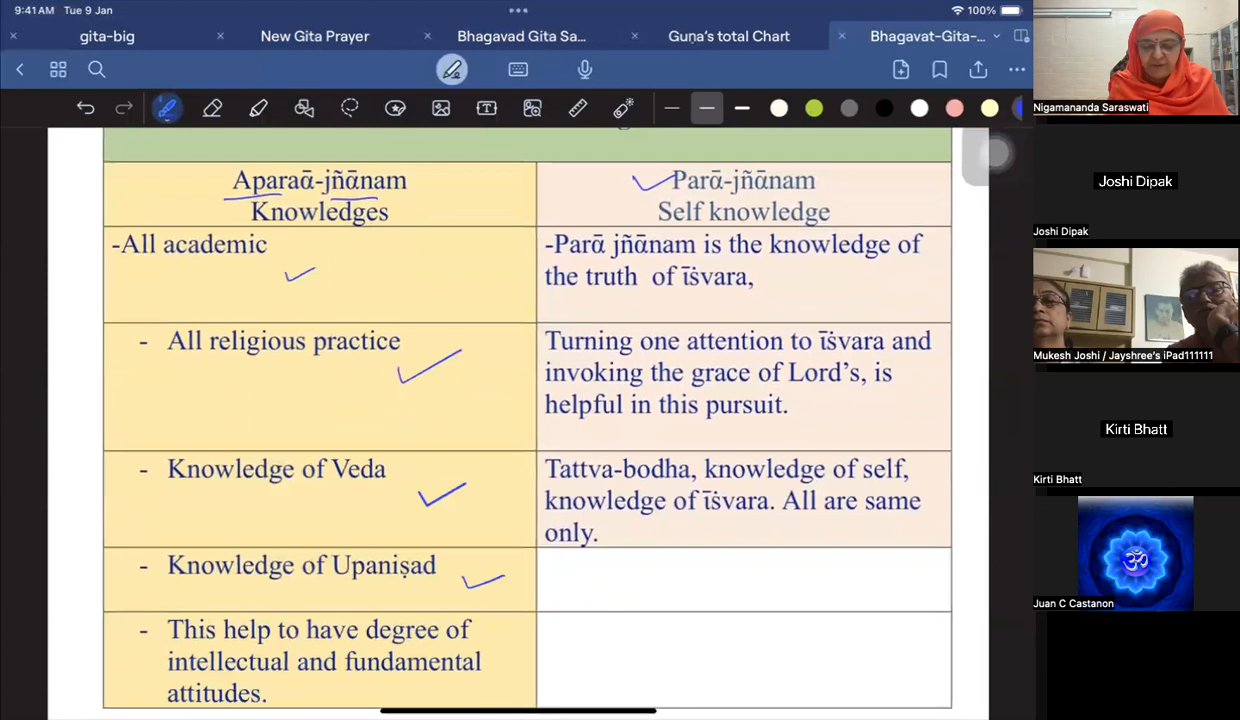 9:41 AM Tue 9 Jan
100%
gita-big
New Gita Prayer
Bhagavad Gita Sa...
Guṇa's total Chart
Bhagavat-Gita-...
Aparaā-jñānam
Knowledges
Parā-jñānam
Self knowledge
-All academic
-Parā jñānam is the knowledge of
the truth of īṡvara,
- All religious practice
Turning one attention to īṡvara and
invoking the grace of Lord's, is
helpful in this pursuit.
- Knowledge of Veda
Tattva-bodha, knowledge of self,
knowledge of īṡvara. All are same
only.
- Knowledge of Upaniṣad
- This help to have degree of
intellectual and fundamental
attitudes.
Nigamananda Saraswati
Joshi Dipak
Joshi Dipak
Mukesh Joshi / Jayshree's iPad111111
Kirti Bhatt
Kirti Bhatt
ॐ
Juan C Castanon